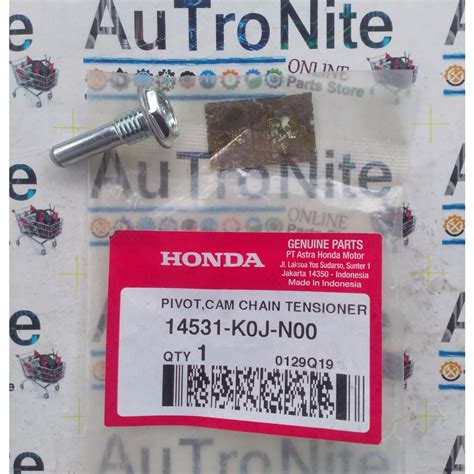 AuTroNite
ONLINE
Parts Store
AuTroNite
ONLINE
Parts Store
HONDA
GENUINE PARTS
PT Astra Honda Motor
Jl. Laksda Yos Sudarso, Sunter 1
Jakarta 14350 - Indonesia
Made in Indonesia
PIVOT,CAM CHAIN TENSIONER
14531-K0J-N00
QTY 1
0129Q19